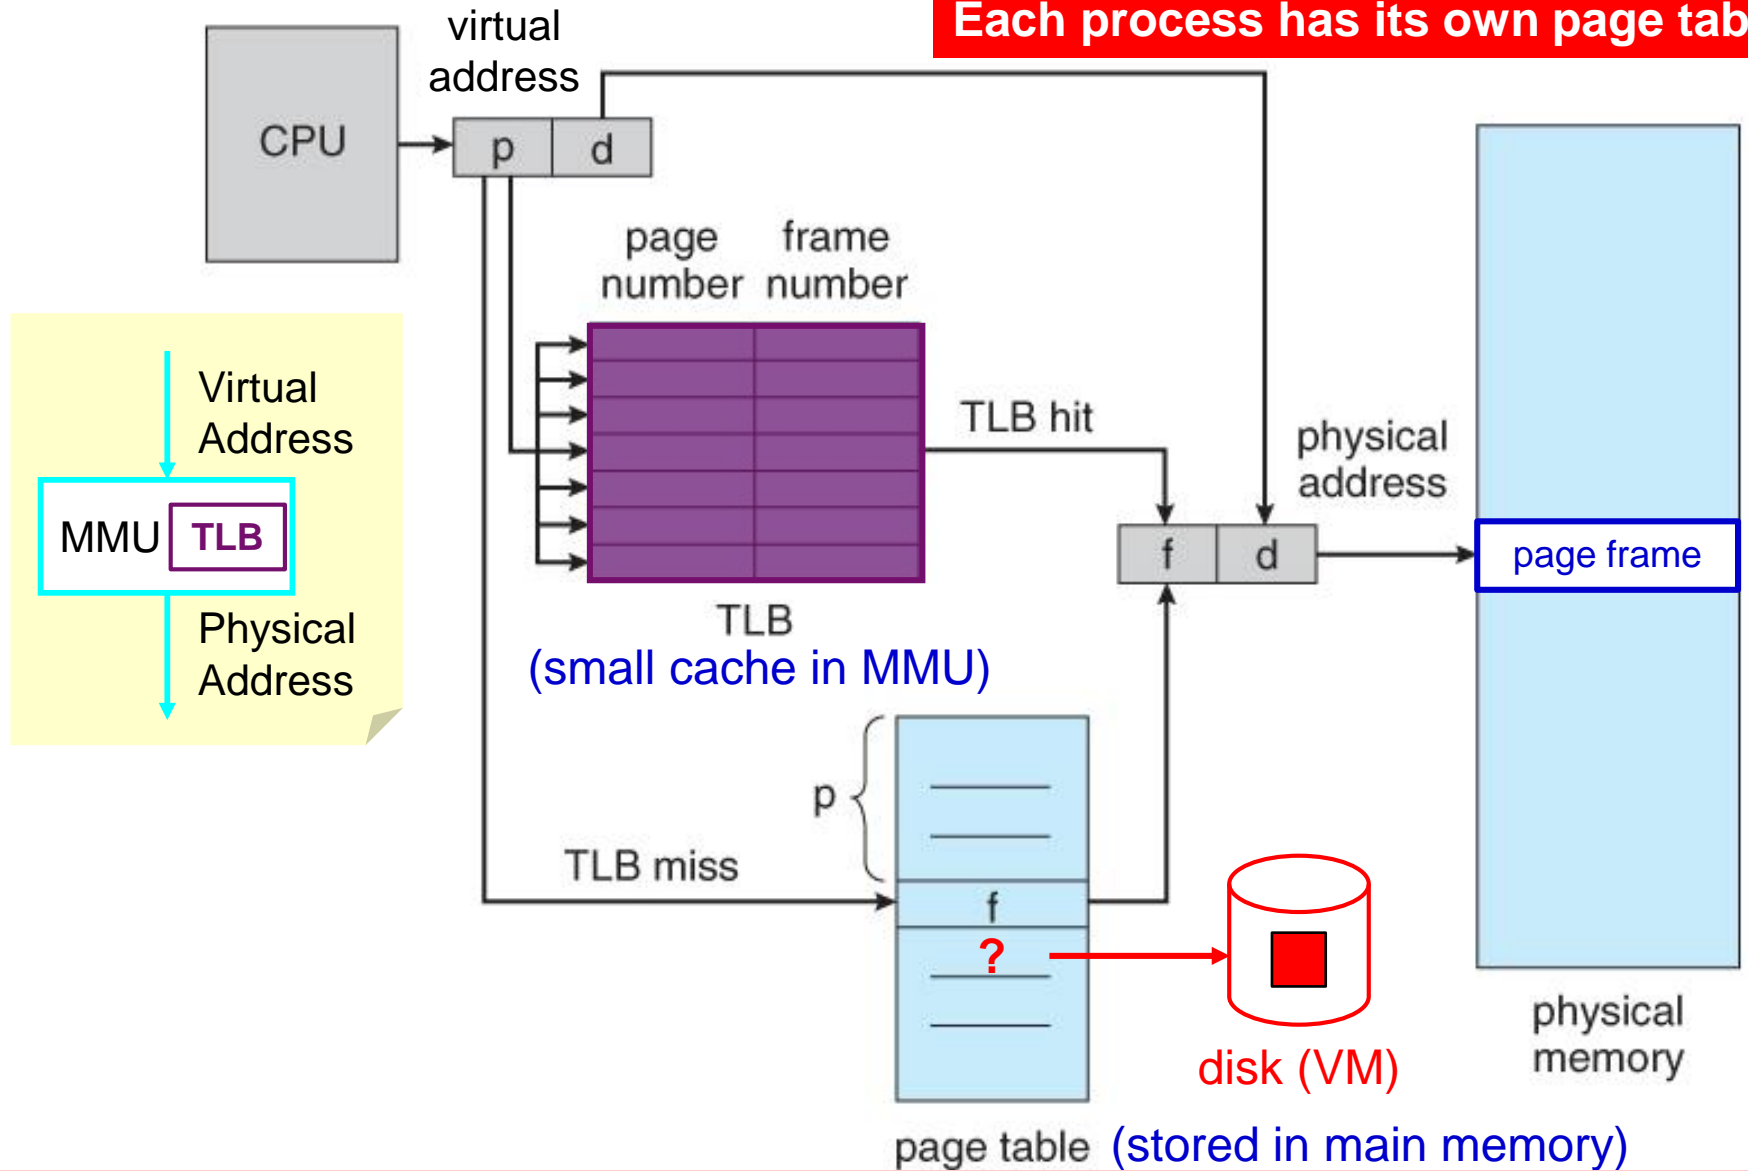 Each process has its own page tab
virtual
address
CPU
p
d
page
number
frame
number
Virtual
Address
MMU
TLB
Physical
Address
TLB hit
physical
address
f
d
page frame
TLB
(small cache in MMU)
p
TLB miss
f
?
disk (VM)
physical
memory
page table (stored in main memory)